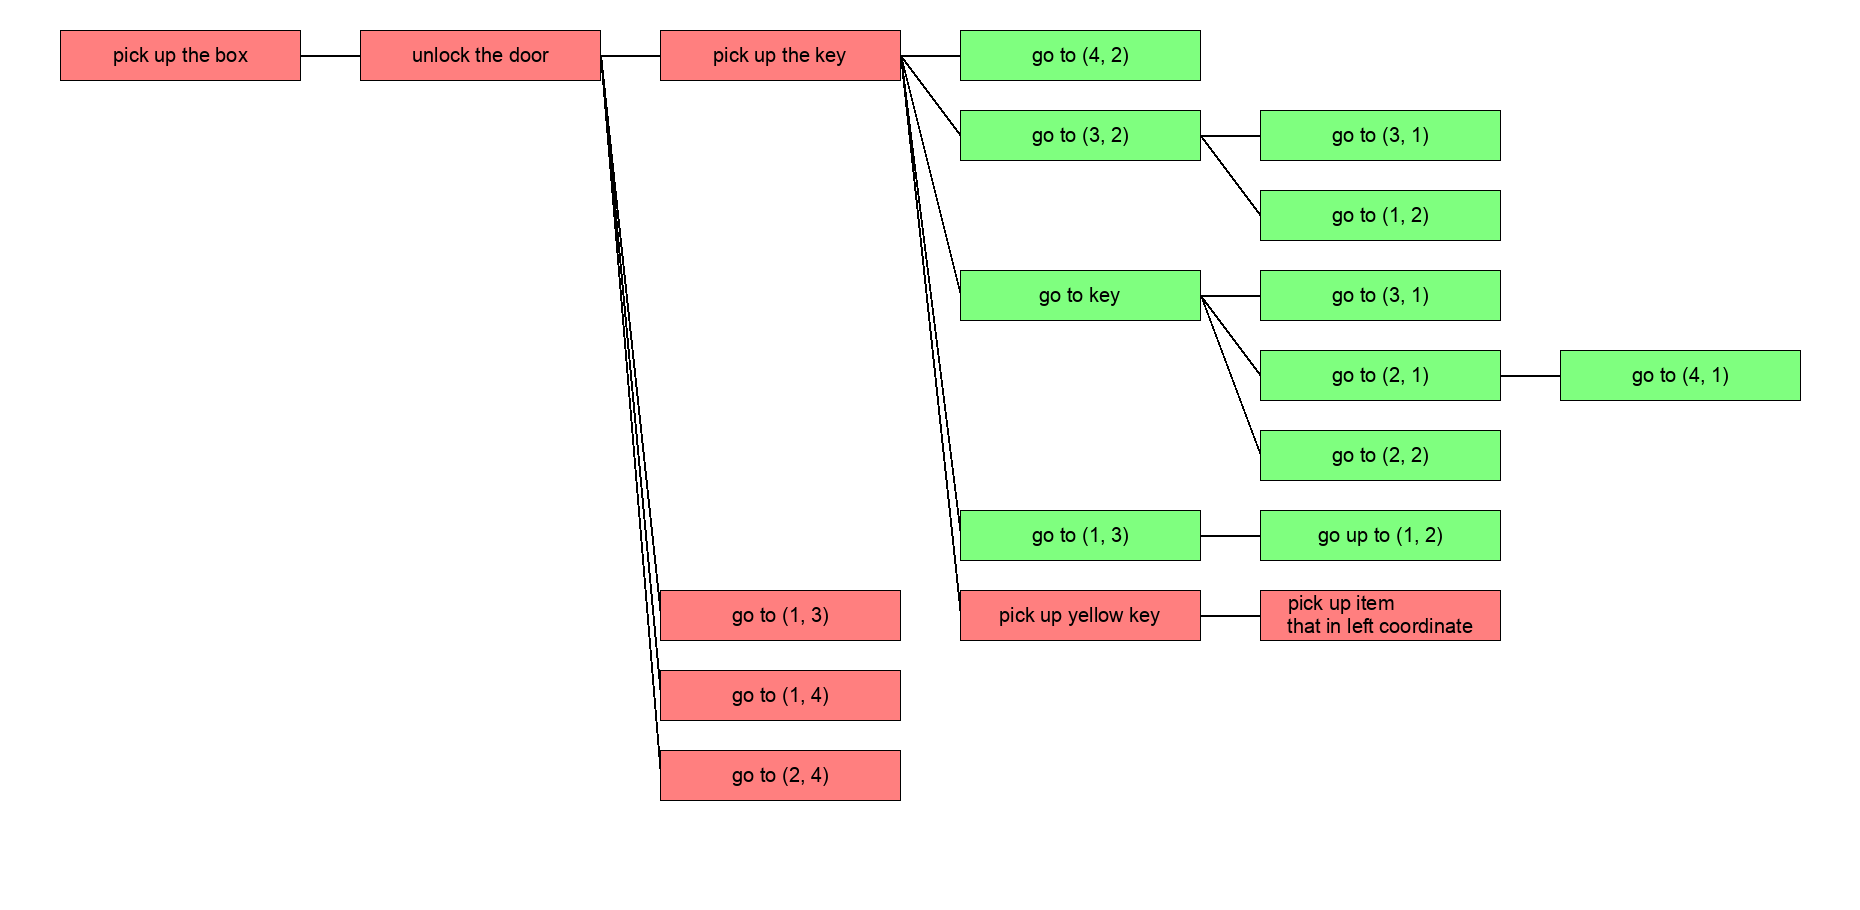 pick up the box
unlock the door
pick up the key
go to (4, 2)
go to (3, 2)
go to (3, 1)
go to (1, 2)
go to key
go to (3, 1)
go to (2, 1)
go to (4, 1)
go to (2, 2)
go to (1, 3)
go up to (1, 2)
go to (1, 3)
pick up yellow key
pick up item
that in left coordinate
go to (1, 4)
go to (2, 4)